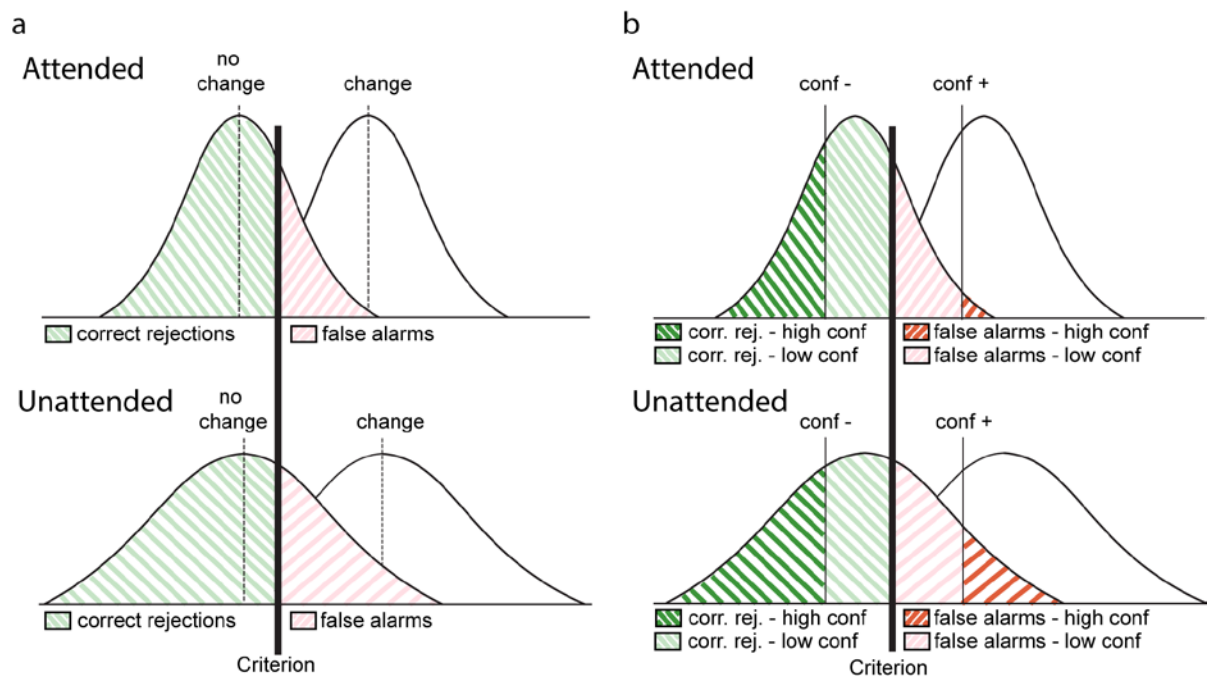 a
Attended
no
change
change
correct rejections
false alarms
Unattended
no
change
change
correct rejections
false alarms
Criterion
b
Attended
conf -
conf +
corr. rej. - high conf
false alarms - high conf
corr. rej. - low conf
false alarms - low conf
Unattended
conf -
conf +
corr. rej. - high conf
false alarms - high conf
corr. rej. - low conf
false alarms - low conf
Criterion